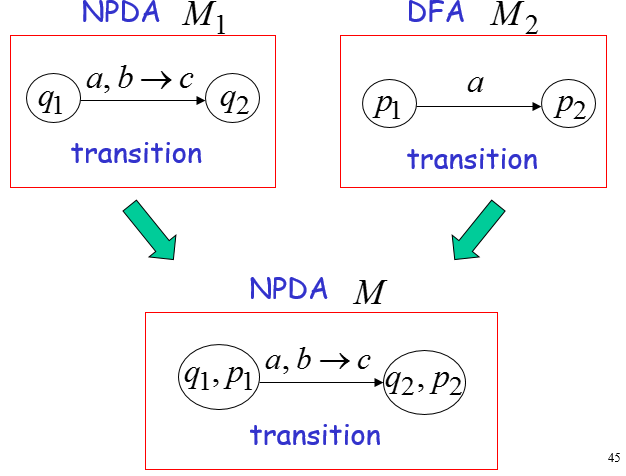 NPDA M₁
DFA M₂
q₁ a, b → c q₂
p₁ a p₂
transition
transition
NPDA M
q₁, p₁ a, b → c q₂, p₂
transition
45